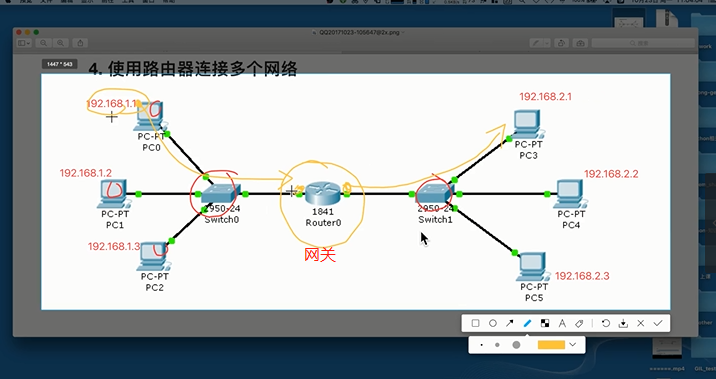 QQ20171023-100847@2x.png
搜索
1447 * 543
4. 使用路由器连接多个网络
192.168.1.1
PC-PT
PC0
192.168.2.1
PC-PT
PC3
192.168.1.2
PC-PT
PC1
2950-24
Switch0
1841
Router0
网关
2950-24
Switch1
192.168.2.2
PC-PT
PC4
192.168.1.3
PC-PT
PC2
PC-PT
PC5
192.168.2.3
A